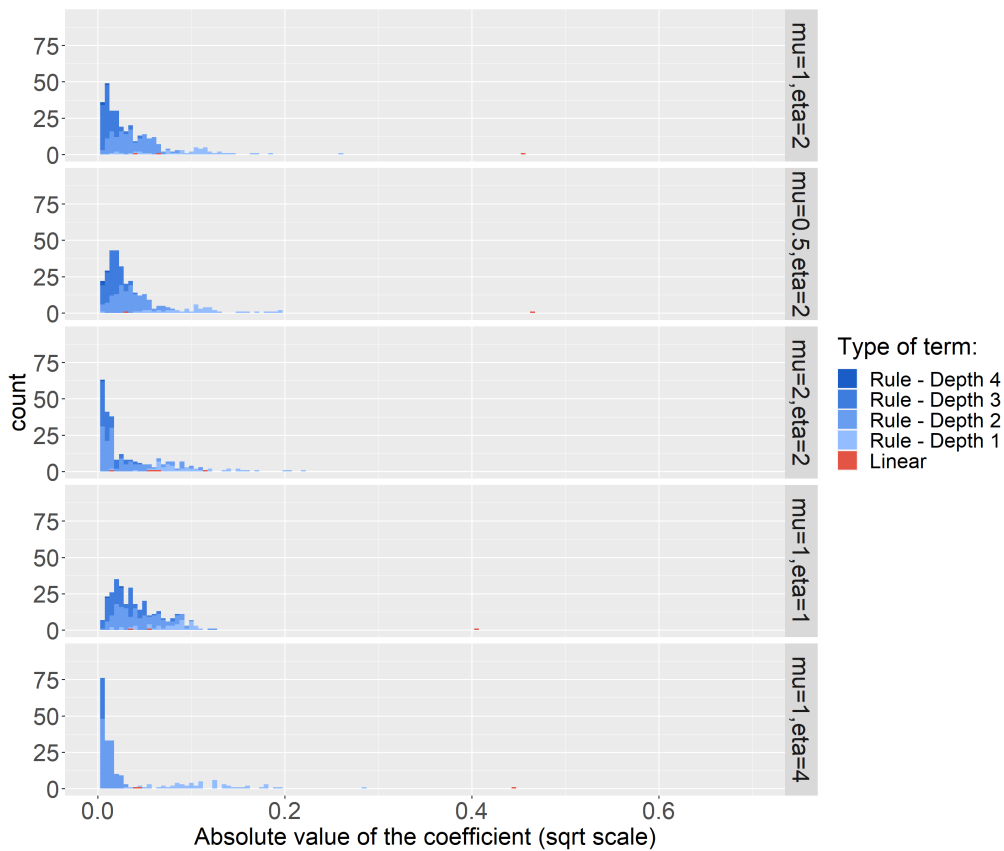 75
50
25
0
mu=1,eta=2
75
50
25
0
mu=0.5,eta=2
75
50
25
0
mu=2,eta=2
75
50
25
0
mu=1,eta=1
75
50
25
0
mu=1,eta=4
count
0.0 0.2 0.4 0.6
Absolute value of the coefficient (sqrt scale)
Type of term:
Rule - Depth 4
Rule - Depth 3
Rule - Depth 2
Rule - Depth 1
Linear